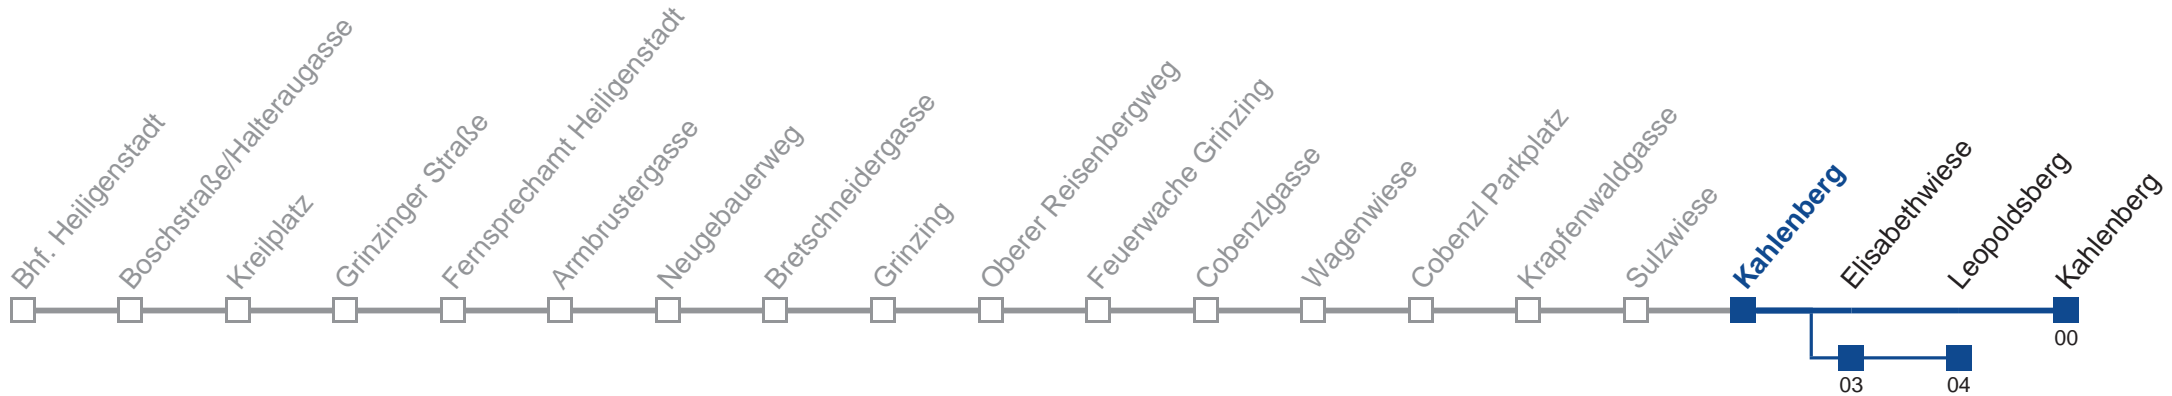 Bhf. Heiligenstadt
Boschstraße/Halteraugasse
Kreilplatz
Grinzinger Straße
Fernsprechamt Heiligenstadt
Armbrustergasse
Neugebauerweg
Bretschneidergasse
Grinzing
Oberer Reisenbergweg
Feuerwache Grinzing
Cobenzlgasse
Wagenwiese
Cobenzl Parkplatz
Krapfenwaldgasse
Sulzwiese
Kahlenberg
Elisabethwiese
Leopoldsberg
Kahlenberg
00
03
04